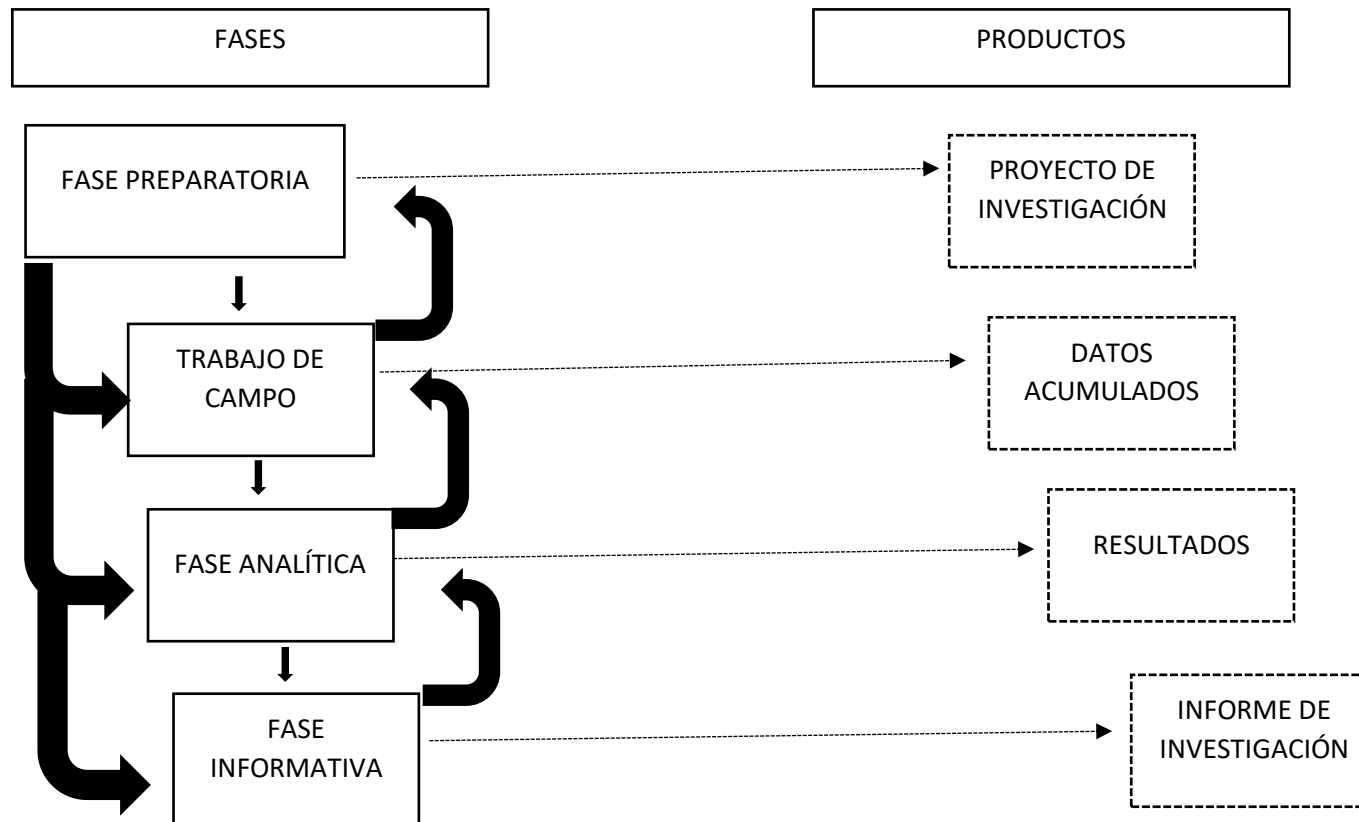 FASES
PRODUCTOS
FASE PREPARATORIA
PROYECTO DE
INVESTIGACIÓN
TRABAJO DE
CAMPO
DATOS
ACUMULADOS
FASE ANALÍTICA
RESULTADOS
FASE
INFORMATIVA
INFORME DE
INVESTIGACIÓN